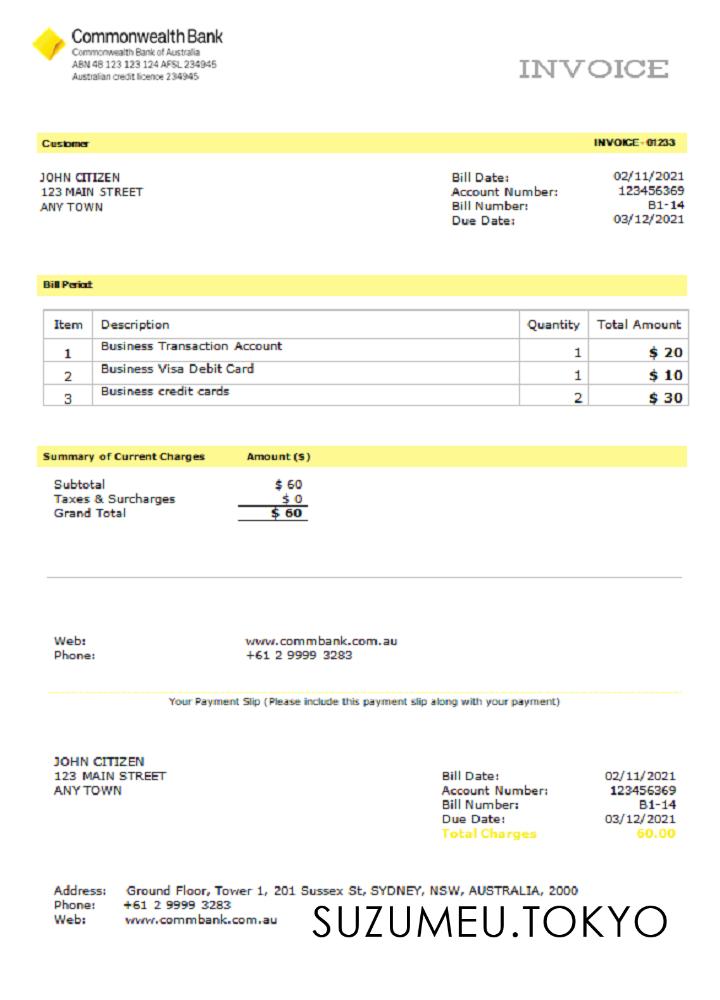 CommonwealthBank
Commonwealth Bank of Australia
ABN 48 123 123 124 AFSL 234945
Australian credit licence 234945
INVOICE
Customer INVOICE - 01233
JOHN CITIZEN
123 MAIN STREET
ANY TOWN
Bill Date: 02/11/2021
Account Number: 123456369
Bill Number: B1-14
Due Date: 03/12/2021
Bill Period:
Item Description Quantity Total Amount
1 Business Transaction Account 1 $ 20
2 Business Visa Debit Card 1 $ 10
3 Business credit cards 2 $ 30
Summary of Current Charges Amount ($)
Subtotal $ 60
Taxes & Surcharges $ 0
Grand Total $ 60
Web: www.commbank.com.au
Phone: +61 2 9999 3283
Your Payment Slip (Please include this payment slip along with your payment)
JOHN CITIZEN
123 MAIN STREET
ANY TOWN
Bill Date: 02/11/2021
Account Number: 123456369
Bill Number: B1-14
Due Date: 03/12/2021
Total Charges 60.00
Address: Ground Floor, Tower 1, 201 Sussex St, SYDNEY, NSW, AUSTRALIA, 2000
Phone: +61 2 9999 3283
Web: www.commbank.com.au
SUZUMEU.TOKYO